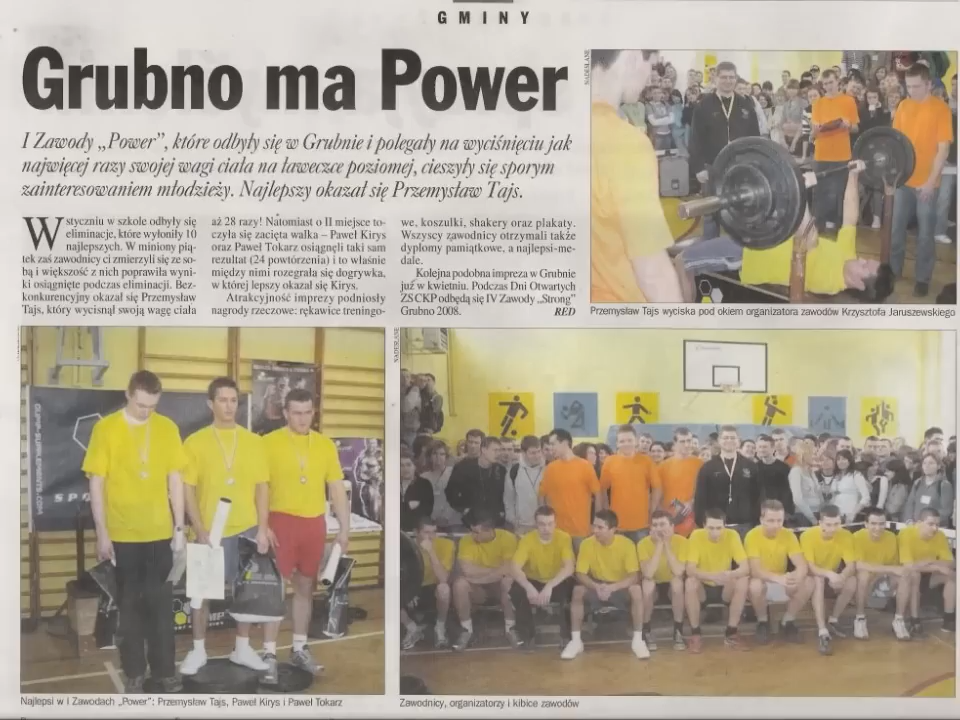 GMINY
Grubno ma Power
I Zawody „Power”, które odbyły się w Grubnie i polegały na wyciśnięciu jak
najwięcej razy swojej wagi ciała na ławeczce poziomej, cieszyły się sporym
zainteresowaniem młodzieży. Najlepszy okazał się Przemysław Tajs.
W styczniu w szkole odbyły się
eliminacje, które wyłoniły 10
najlepszych. W miniony pią-
tek zaś zawodnicy ci zmierzyli się ze so-
bą i większość z nich poprawiła wyni-
ki osiągnięte podczas eliminacji. Bez-
konkurencyjny okazał się Przemysław
Tajs, który wycisnął swoją wagę ciała
aż 28 razy! Natomiast o II miejsce to-
czyła się zacięta walka – Paweł Kirys
oraz Paweł Tokarz osiągnęli taki sam
rezultat (24 powtórzenia) i to właśnie
między nimi rozegrała się dogrywka,
w której lepszy okazał się Kirys.
Atrakcyjność imprezy podniosły
nagrody rzeczowe: rękawice treningo-
we, koszulki, shakery oraz plakaty.
Wszyscy zawodnicy otrzymali także
dyplomy pamiątkowe, a najlepsi-me-
dale.
Kolejna podobna impreza w Grubnie
już w kwietniu. Podczas Dni Otwartych
ZS CKP odbędą się IV Zawody „Strong”
Grubno 2008.
RED
NADESŁANE
Przemysław Tajs wyciska pod okiem organizatora zawodów Krzysztofa Jaruszewskiego
NADESŁANE
Najlepsi w I Zawodach „Power”: Przemysław Tajs, Paweł Kirys i Paweł Tokarz
Zawodnicy, organizatorzy i kibice zawodów